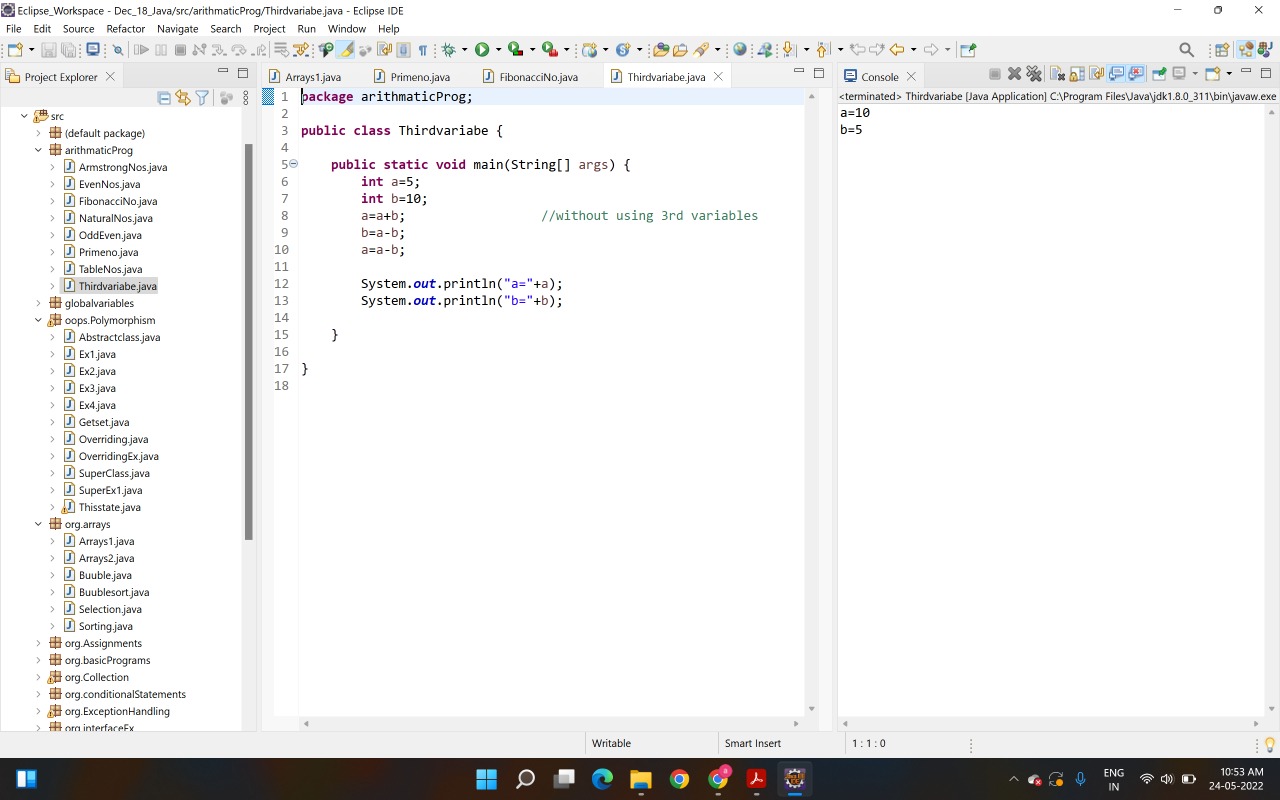 Eclipse_Workspace - Dec_18_Java/src/arithmaticProg/Thirdvariabe.java - Eclipse IDE
File Edit Source Refactor Navigate Search Project Run Window Help
Project Explorer
src
(default package)
arithmaticProg
ArmstrongNos.java
EvenNos.java
FibonacciNo.java
NaturalNos.java
OddEven.java
Primeno.java
TableNos.java
Thirdvariabe.java
globalvariables
oops.Polymorphism
Abstractclass.java
Ex1.java
Ex2.java
Ex3.java
Ex4.java
Getset.java
Overriding.java
OverridingEx.java
SuperClass.java
SuperEx1.java
Thisstate.java
org.arrays
Arrays1.java
Arrays2.java
Buuble.java
Buublesort.java
Selection.java
Sorting.java
org.Assignments
org.basicPrograms
org.Collection
org.conditionalStatements
org.ExceptionHandling
org.interfaceEx
Arrays1.java Primeno.java FibonacciNo.java Thirdvariabe.java
1 package arithmaticProg;
2
3 public class Thirdvariabe {
4
5 public static void main(String[] args) {
6 int a=5;
7 int b=10;
8 a=a+b; //without using 3rd variables
9 b=a-b;
10 a=a-b;
11
12 System.out.println("a="+a);
13 System.out.println("b="+b);
14
15 }
16
17 }
18
Console
<terminated> Thirdvariabe [Java Application] C:\Program Files\Java\jdk1.8.0_311\bin\javaw.exe
a=10
b=5
Writable Smart Insert 1 : 1 : 0
ENG
IN
10:53 AM
24-05-2022